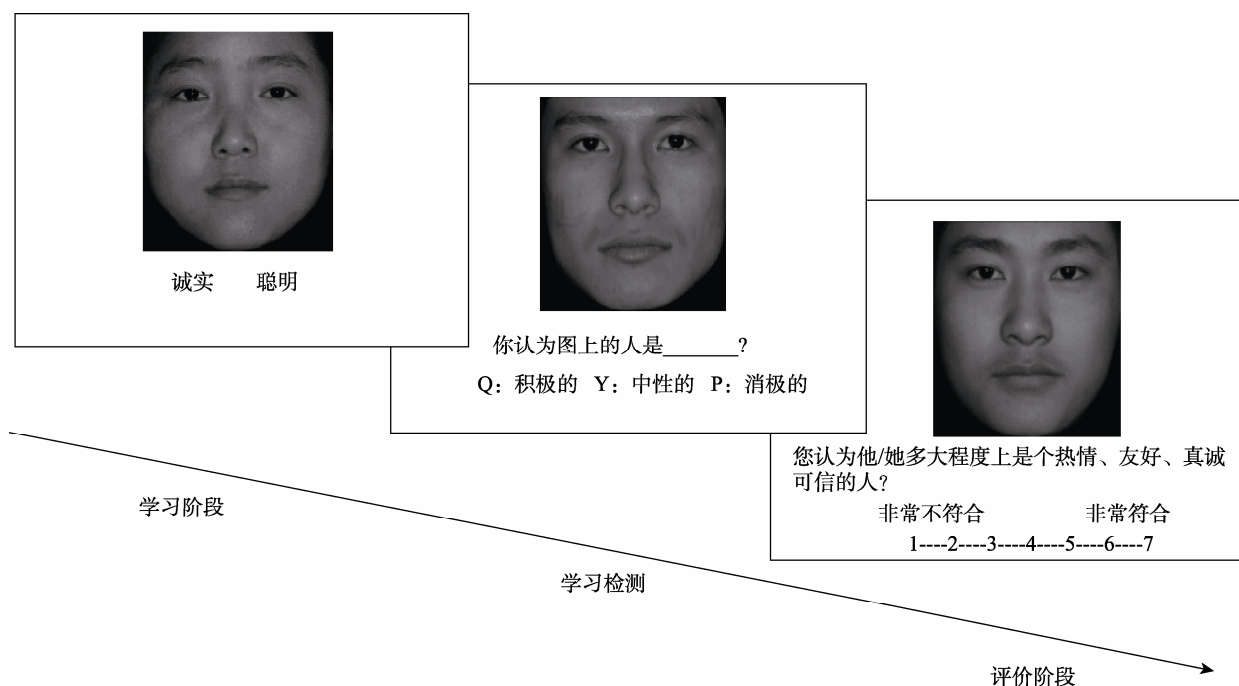 诚实 聪明
你认为图上的人是_______?
Q：积极的 Y：中性的 P：消极的
您认为他/她多大程度上是个热情、友好、真诚
可信的人?
非常不符合 非常符合
1----2----3----4----5----6----7
学习阶段
学习检测
评价阶段